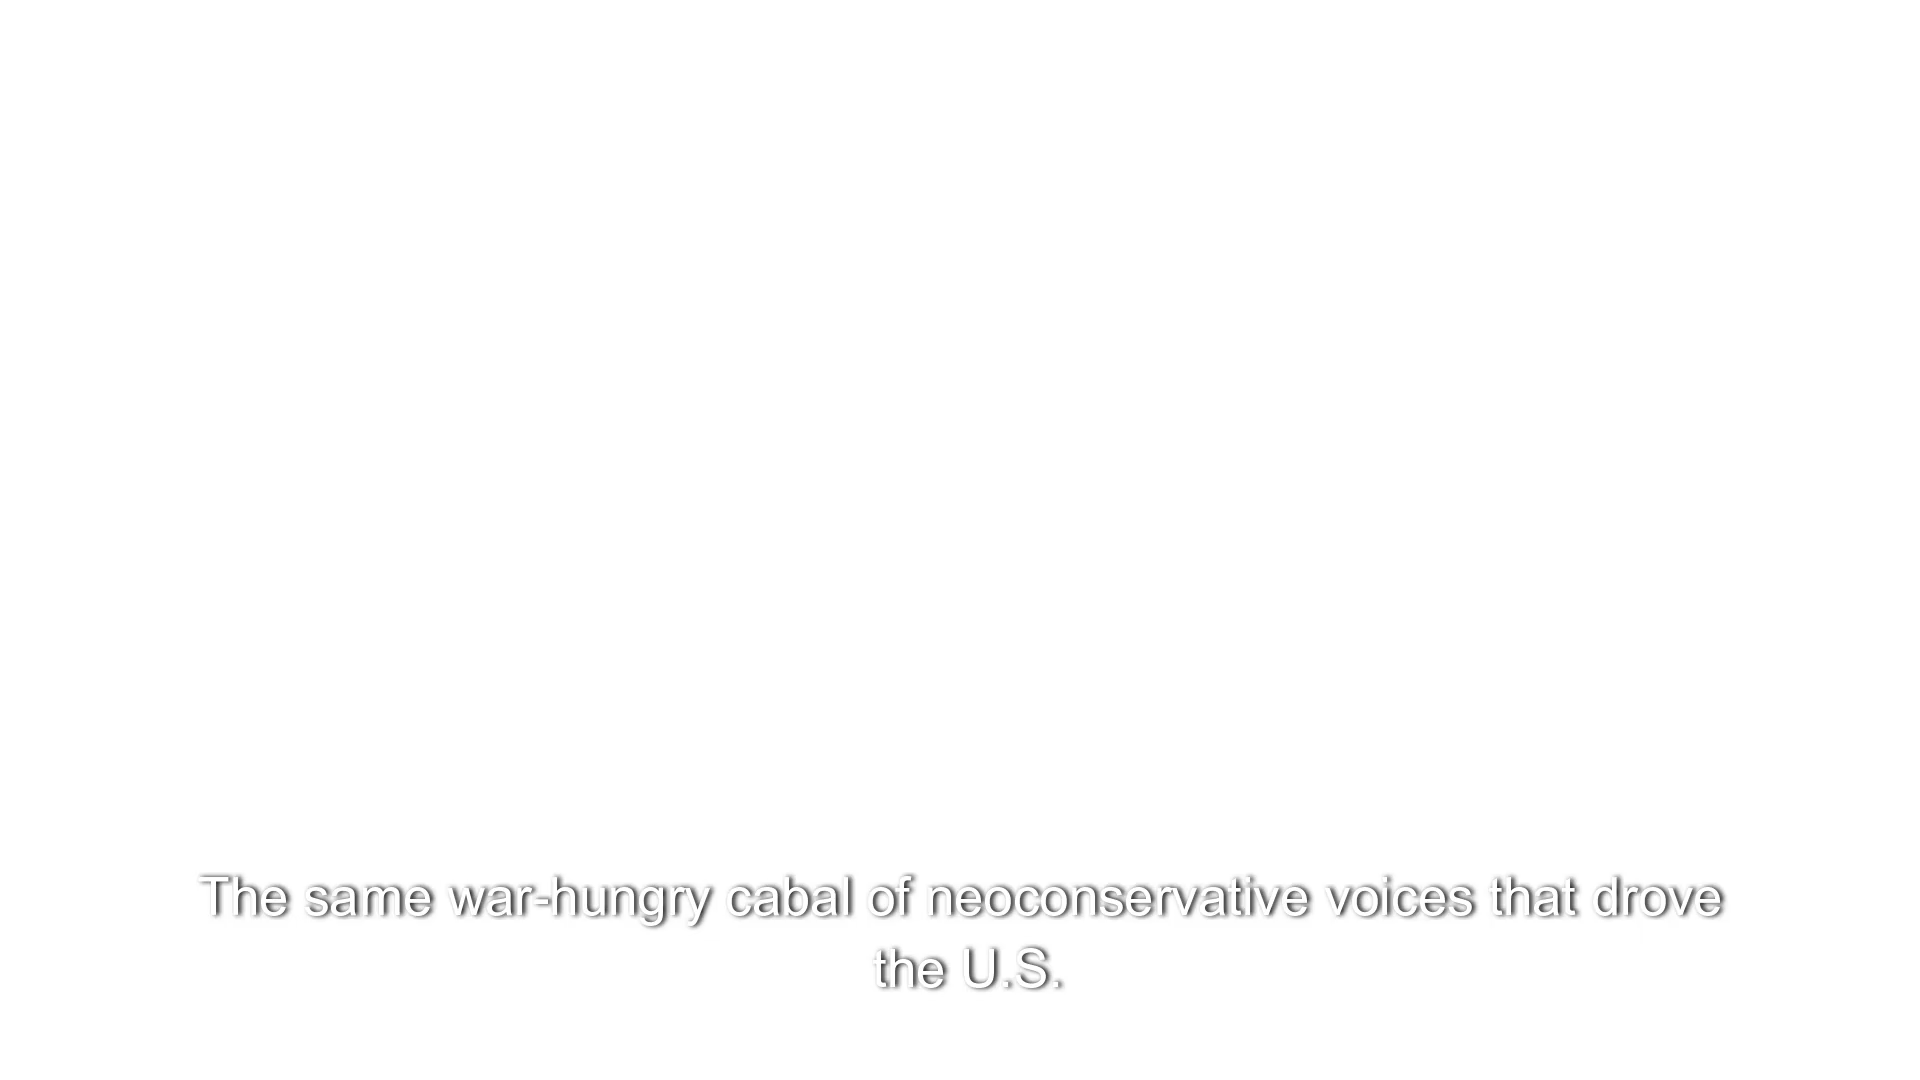 The same war-hungry cabal of neoconservative voices that drove
the U.S.